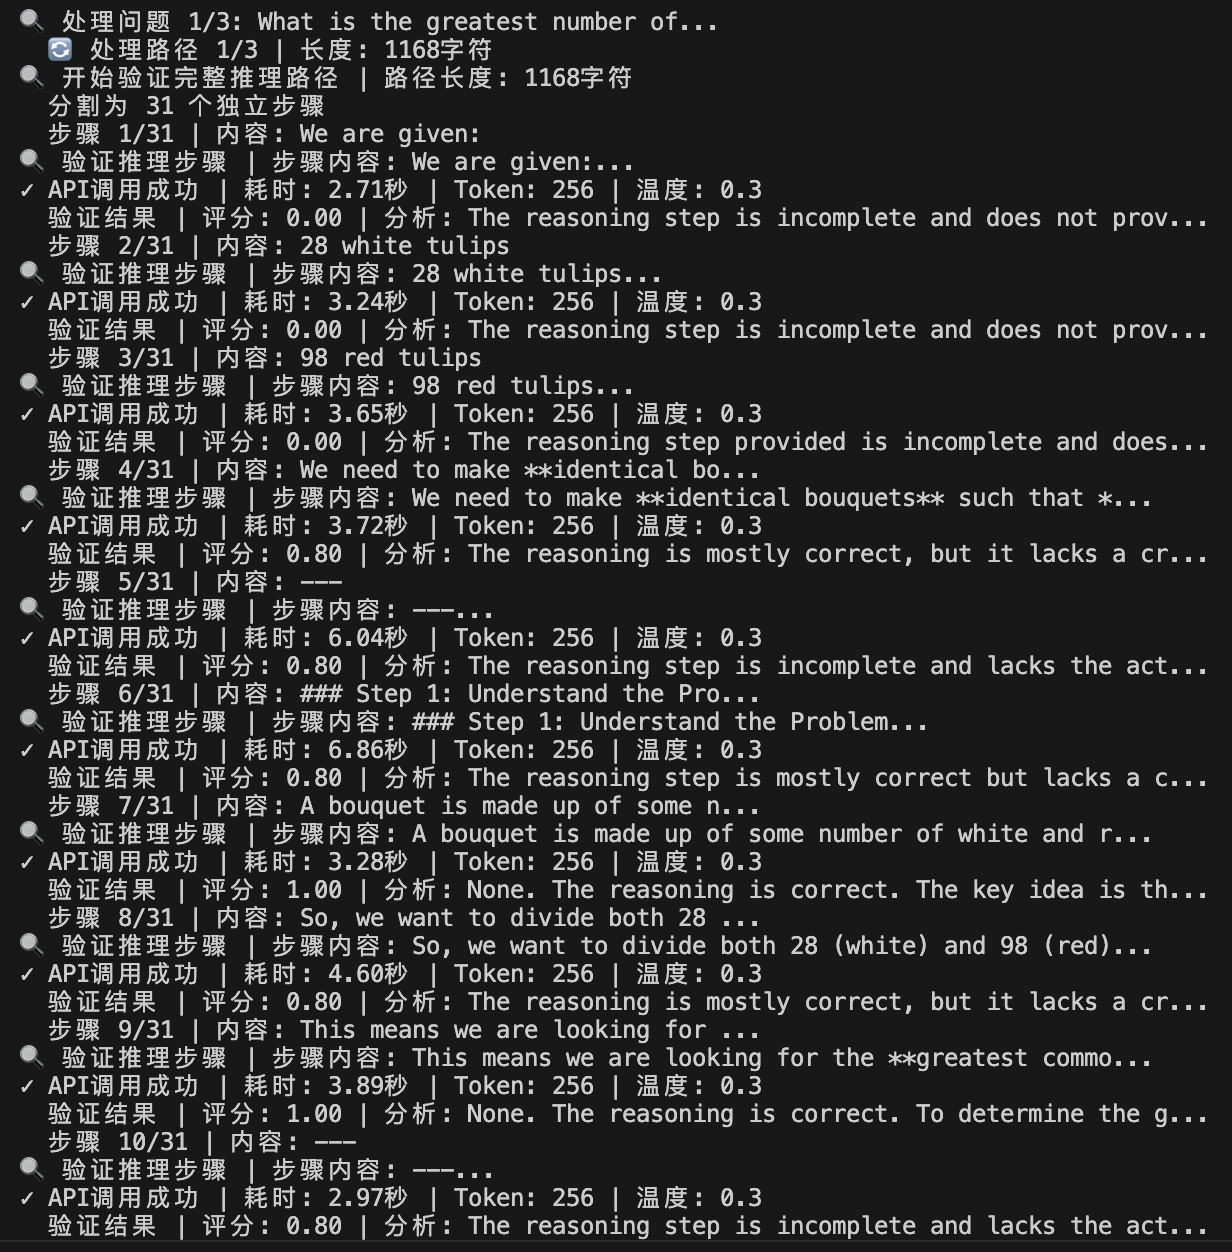 🔍 处理问题 1/3: What is the greatest number of...
🔄 处理路径 1/3 | 长度: 1168字符
🔍 开始验证完整推理路径 | 路径长度: 1168字符
分割为 31 个独立步骤
步骤 1/31 | 内容: We are given:
🔍 验证推理步骤 | 步骤内容: We are given:...
✓ API调用成功 | 耗时: 2.71秒 | Token: 256 | 温度: 0.3
验证结果 | 评分: 0.00 | 分析: The reasoning step is incomplete and does not prov...
步骤 2/31 | 内容: 28 white tulips
🔍 验证推理步骤 | 步骤内容: 28 white tulips...
✓ API调用成功 | 耗时: 3.24秒 | Token: 256 | 温度: 0.3
验证结果 | 评分: 0.00 | 分析: The reasoning step is incomplete and does not prov...
步骤 3/31 | 内容: 98 red tulips
🔍 验证推理步骤 | 步骤内容: 98 red tulips...
✓ API调用成功 | 耗时: 3.65秒 | Token: 256 | 温度: 0.3
验证结果 | 评分: 0.00 | 分析: The reasoning step provided is incomplete and does...
步骤 4/31 | 内容: We need to make **identical bo...
🔍 验证推理步骤 | 步骤内容: We need to make **identical bouquets** such that *...
✓ API调用成功 | 耗时: 3.72秒 | Token: 256 | 温度: 0.3
验证结果 | 评分: 0.80 | 分析: The reasoning is mostly correct, but it lacks a cr...
步骤 5/31 | 内容: ---
🔍 验证推理步骤 | 步骤内容: ---...
✓ API调用成功 | 耗时: 6.04秒 | Token: 256 | 温度: 0.3
验证结果 | 评分: 0.80 | 分析: The reasoning step is incomplete and lacks the act...
步骤 6/31 | 内容: ### Step 1: Understand the Pro...
🔍 验证推理步骤 | 步骤内容: ### Step 1: Understand the Problem...
✓ API调用成功 | 耗时: 6.86秒 | Token: 256 | 温度: 0.3
验证结果 | 评分: 0.80 | 分析: The reasoning step is mostly correct but lacks a c...
步骤 7/31 | 内容: A bouquet is made up of some n...
🔍 验证推理步骤 | 步骤内容: A bouquet is made up of some number of white and r...
✓ API调用成功 | 耗时: 3.28秒 | Token: 256 | 温度: 0.3
验证结果 | 评分: 1.00 | 分析: None. The reasoning is correct. The key idea is th...
步骤 8/31 | 内容: So, we want to divide both 28 ...
🔍 验证推理步骤 | 步骤内容: So, we want to divide both 28 (white) and 98 (red)...
✓ API调用成功 | 耗时: 4.60秒 | Token: 256 | 温度: 0.3
验证结果 | 评分: 0.80 | 分析: The reasoning is mostly correct, but it lacks a cr...
步骤 9/31 | 内容: This means we are looking for ...
🔍 验证推理步骤 | 步骤内容: This means we are looking for the **greatest commo...
✓ API调用成功 | 耗时: 3.89秒 | Token: 256 | 温度: 0.3
验证结果 | 评分: 1.00 | 分析: None. The reasoning is correct. To determine the g...
步骤 10/31 | 内容: ---
🔍 验证推理步骤 | 步骤内容: ---...
✓ API调用成功 | 耗时: 2.97秒 | Token: 256 | 温度: 0.3
验证结果 | 评分: 0.80 | 分析: The reasoning step is incomplete and lacks the act...